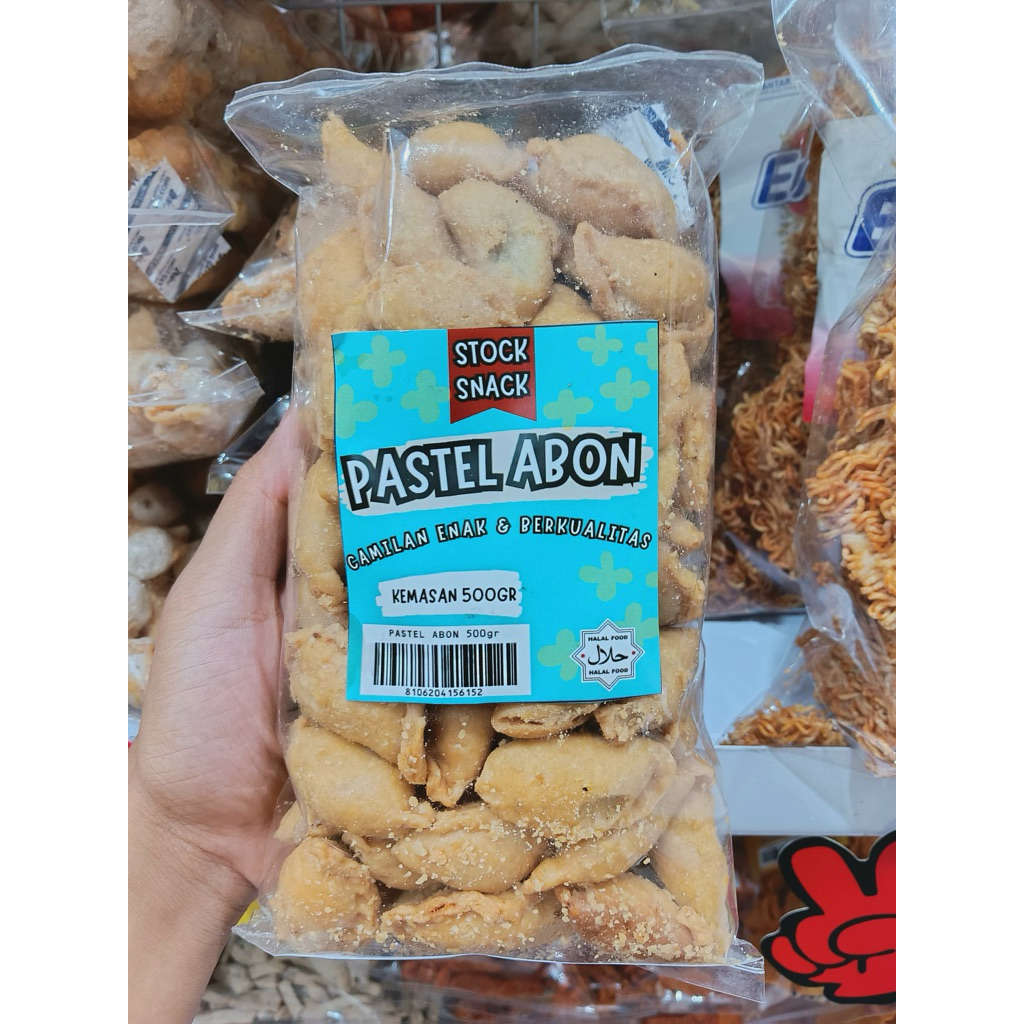 STOCK
SNACK
PASTEL ABON
CAMILAN ENAK & BERKUALITAS
KEMASAN 500GR
PASTEL ABON 500gr
8106204156152
HALAL FOOD
حلال
HALAL FOOD